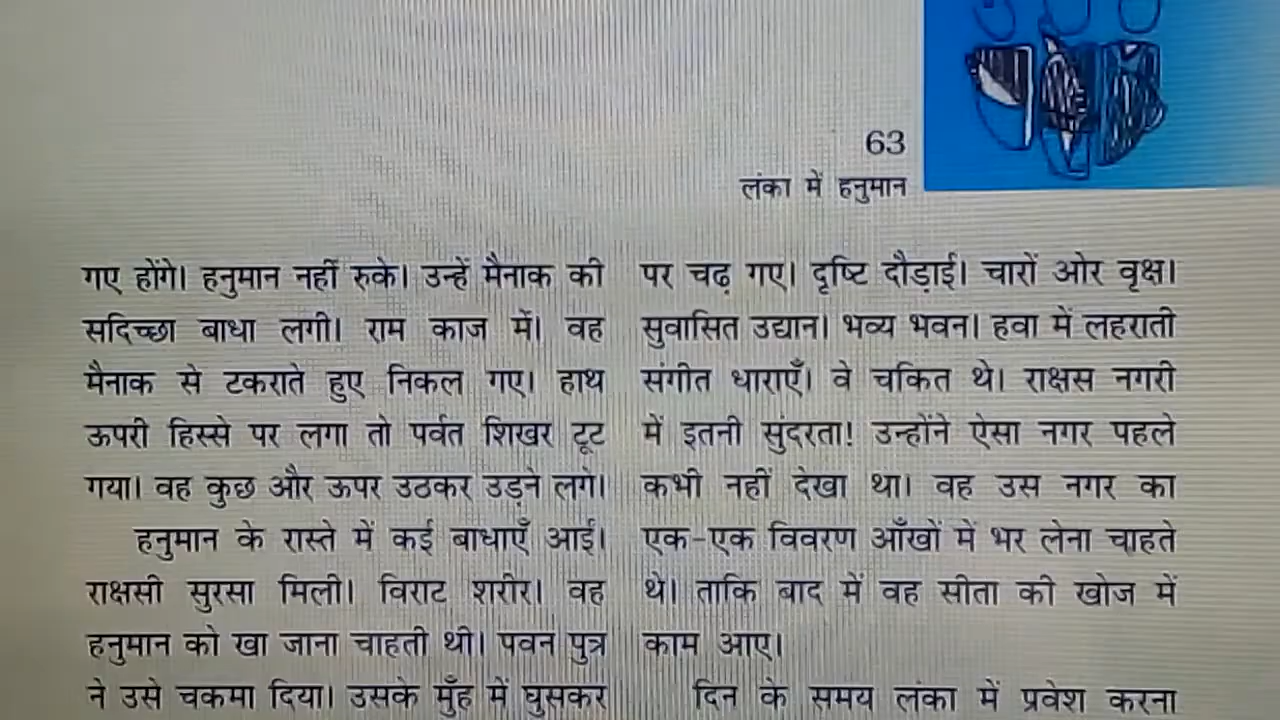 63
लंका में हनुमान
गए होंगे। हनुमान नहीं रुके। उन्हें मैनाक की
सदिच्छा बाधा लगी। राम काज में। वह
मैनाक से टकराते हुए निकल गए। हाथ
ऊपरी हिस्से पर लगा तो पर्वत शिखर टूट
गया। वह कुछ और ऊपर उठकर उड़ने लगे।
हनुमान के रास्ते में कई बाधाएँ आई।
राक्षसी सुरसा मिली। विराट शरीर। वह
हनुमान को खा जाना चाहती थी। पवन पुत्र
ने उसे चकमा दिया। उसके मुँह में घुसकर
पर चढ़ गए। दृष्टि दौड़ाई। चारों ओर वृक्ष।
सुवासित उद्यान। भव्य भवन। हवा में लहराती
संगीत धाराएँ। वे चकित थे। राक्षस नगरी
में इतनी सुंदरता! उन्होंने ऐसा नगर पहले
कभी नहीं देखा था। वह उस नगर का
एक-एक विवरण आँखों में भर लेना चाहते
थे। ताकि बाद में वह सीता की खोज में
काम आए।
दिन के समय लंका में प्रवेश करना